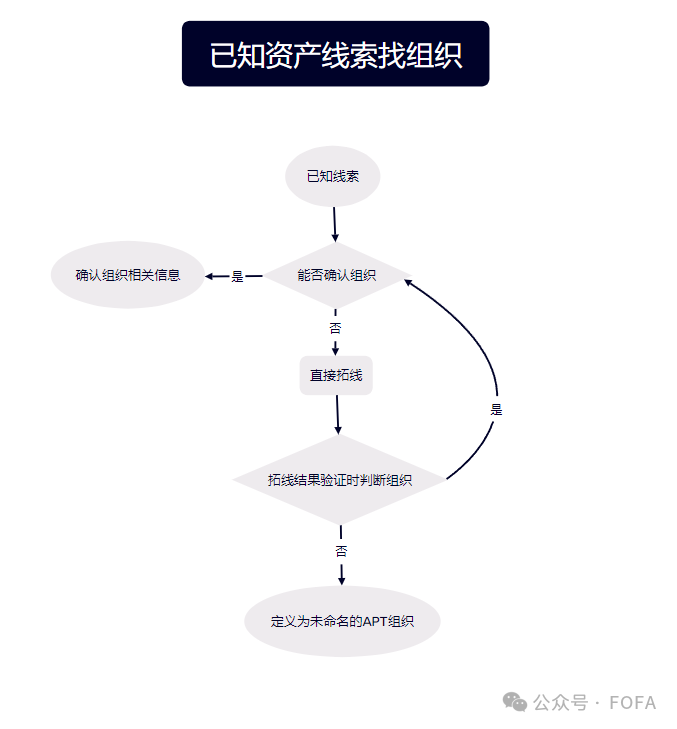 已知资产线索找组织
已知线索
能否确认组织
是
确认组织相关信息
否
直接拓线
是
拓线结果验证时判断组织
否
定义为未命名的APT组织
公众号 · FOFA